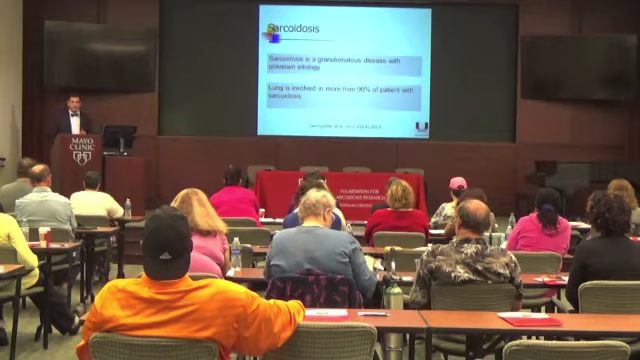 Sarcoidosis
Sarcoidosis is a granulomatous disease with
unknown etiology
Lung is involved in more than 90% of patient with
sarcoidosis
MAYO
CLINIC
FOUNDATION FOR
SARCOIDOSIS RESEARCH